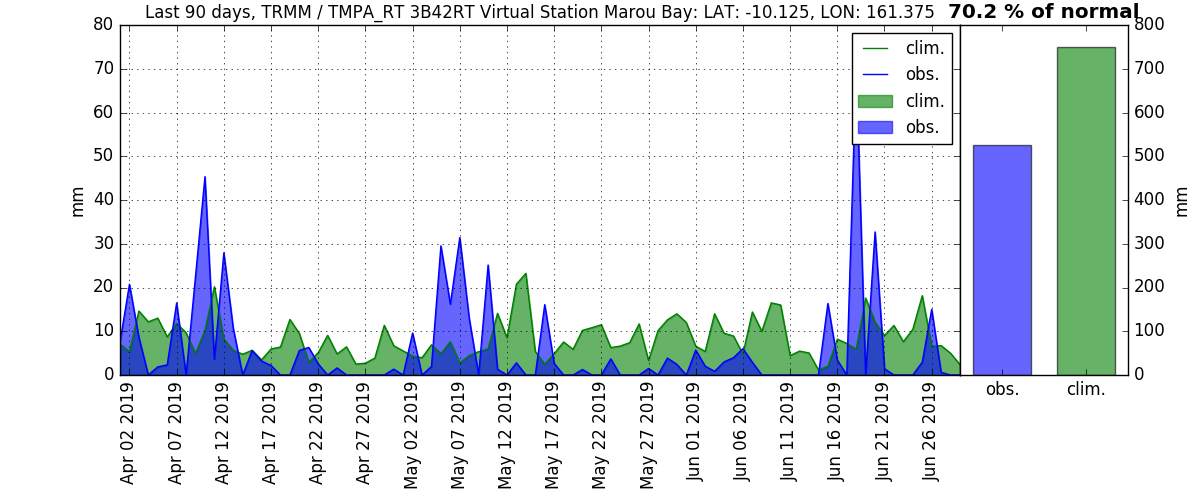 Last 90 days, TRMM / TMPA_RT 3B42RT Virtual Station Marou Bay: LAT: -10.125, LON: 161.375
70.2 % of normal
80
70
60
50
40
30
20
10
0
mm
clim.
obs.
clim.
obs.
Apr 02 2019
Apr 07 2019
Apr 12 2019
Apr 17 2019
Apr 22 2019
Apr 27 2019
May 02 2019
May 07 2019
May 12 2019
May 17 2019
May 22 2019
May 27 2019
Jun 01 2019
Jun 06 2019
Jun 11 2019
Jun 16 2019
Jun 21 2019
Jun 26 2019
800
700
600
500
400
300
200
100
0
mm
obs.
clim.